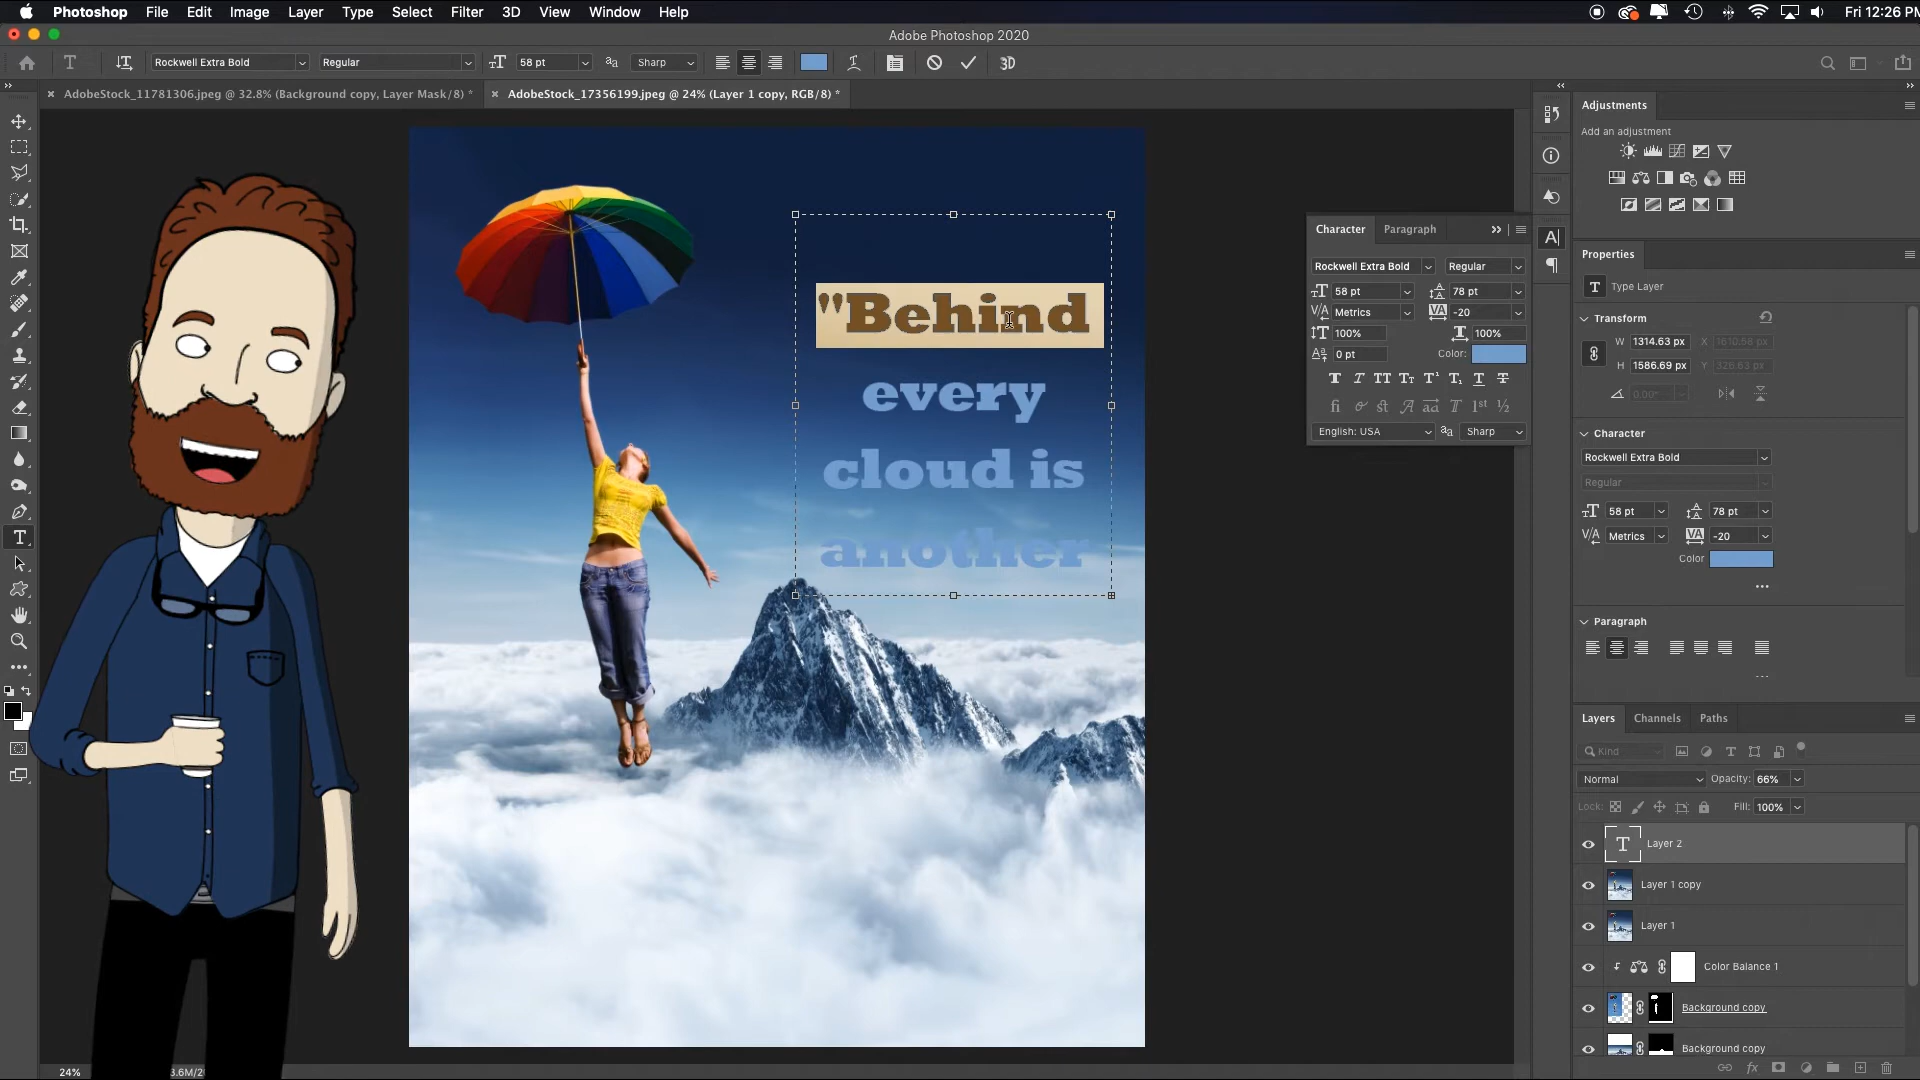 Photoshop File Edit Image Layer Type Select Filter 3D View Window Help Fri 12:26 PM
Adobe Photoshop 2020
Rockwell Extra Bold Regular 58 pt Sharp 3D
AdobeStock_11781306.jpeg @ 32.8% (Background copy, Layer Mask/8) *
AdobeStock_17356199.jpeg @ 24% (Layer 1 copy, RGB/8) *
"Behind
every
cloud is
another
Character Paragraph
Rockwell Extra Bold Regular
58 pt 78 pt
Metrics -20
100% 100%
0 pt Color:
English: USA Sharp
Adjustments
Add an adjustment
Properties
Type Layer
Transform
W 1314.63 px X
H 1586.69 px Y
0.00°
Character
Rockwell Extra Bold
Regular
58 pt 78 pt
Metrics -20
Color
Paragraph
Layers Channels Paths
Kind
Normal Opacity: 66%
Lock: Fill: 100%
Layer 2
Layer 1 copy
Layer 1
Color Balance 1
Background copy
Background copy
24%